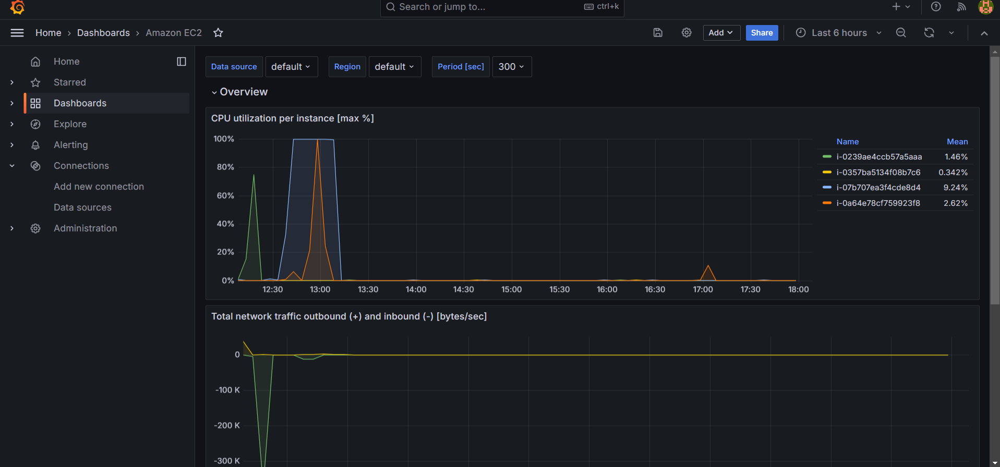 Search or jump to... ctrl+k
Home › Dashboards › Amazon EC2 Add Share Last 6 hours
Home
Starred
Dashboards
Explore
Alerting
Connections
Add new connection
Data sources
Administration
Data source default Region default Period [sec] 300
Overview
CPU utilization per instance [max %]
100%
80%
60%
40%
20%
0%
12:30 13:00 13:30 14:00 14:30 15:00 15:30 16:00 16:30 17:00 17:30 18:00
Name Mean
i-0239ae4ccb57a5aaa 1.46%
i-0357ba5134f08b7c6 0.342%
i-07b707ea3f4cde8d4 9.24%
i-0a64e78cf759923f8 2.62%
Total network traffic outbound (+) and inbound (-) [bytes/sec]
0
-100 K
-200 K
-300 K